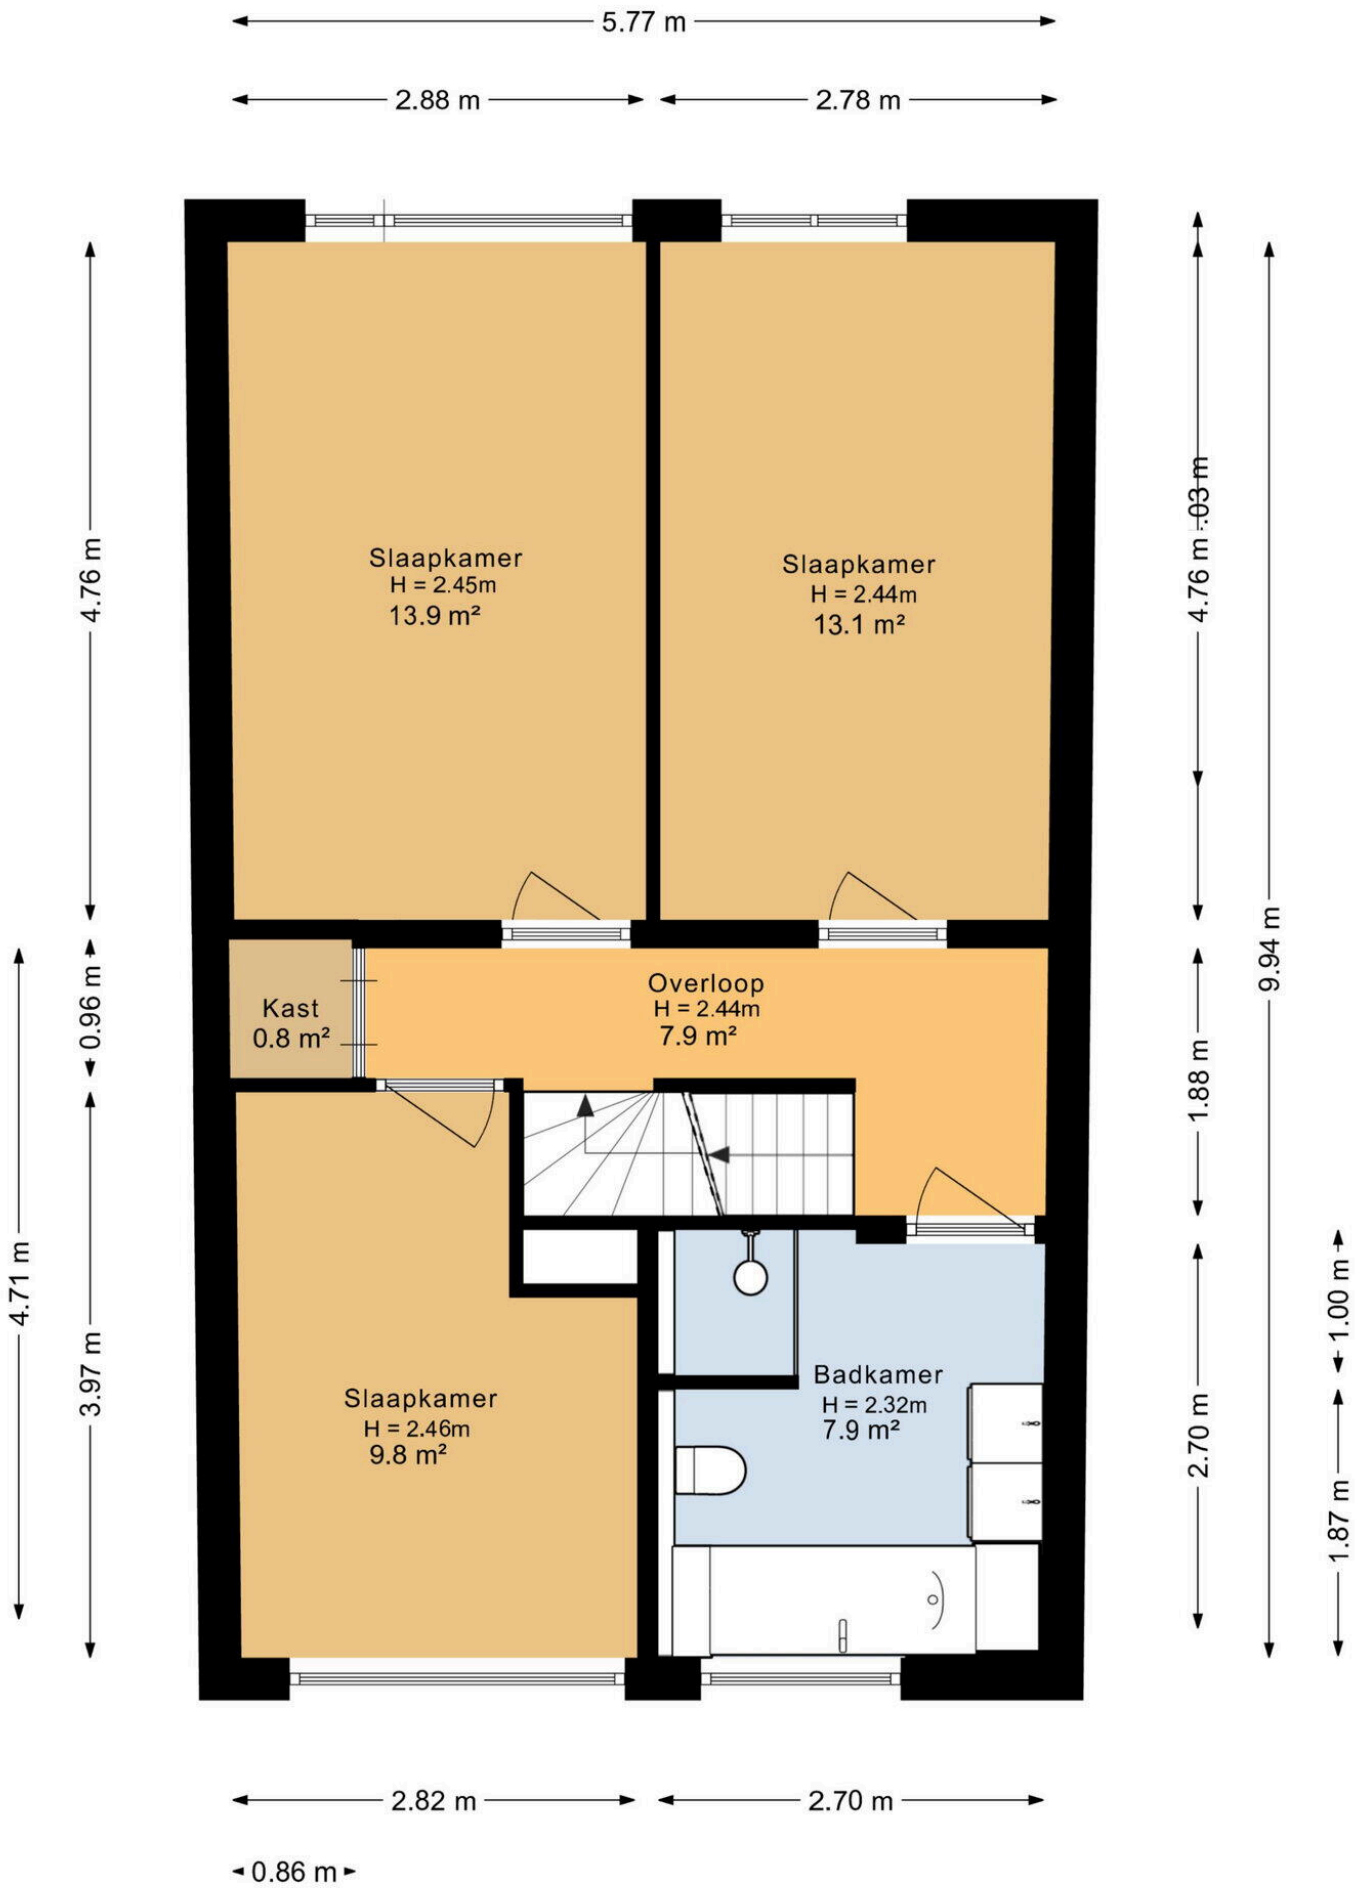 5.77 m
2.88 m
2.78 m
4.76 m
.03 m
4.76 m
Slaapkamer
H = 2.45m
13.9 m²
Slaapkamer
H = 2.44m
13.1 m²
9.94 m
0.96 m
Kast
0.8 m²
Overloop
H = 2.44m
7.9 m²
1.88 m
4.71 m
3.97 m
Slaapkamer
H = 2.46m
9.8 m²
Badkamer
H = 2.32m
7.9 m²
2.70 m
1.00 m
1.87 m
2.82 m
2.70 m
0.86 m